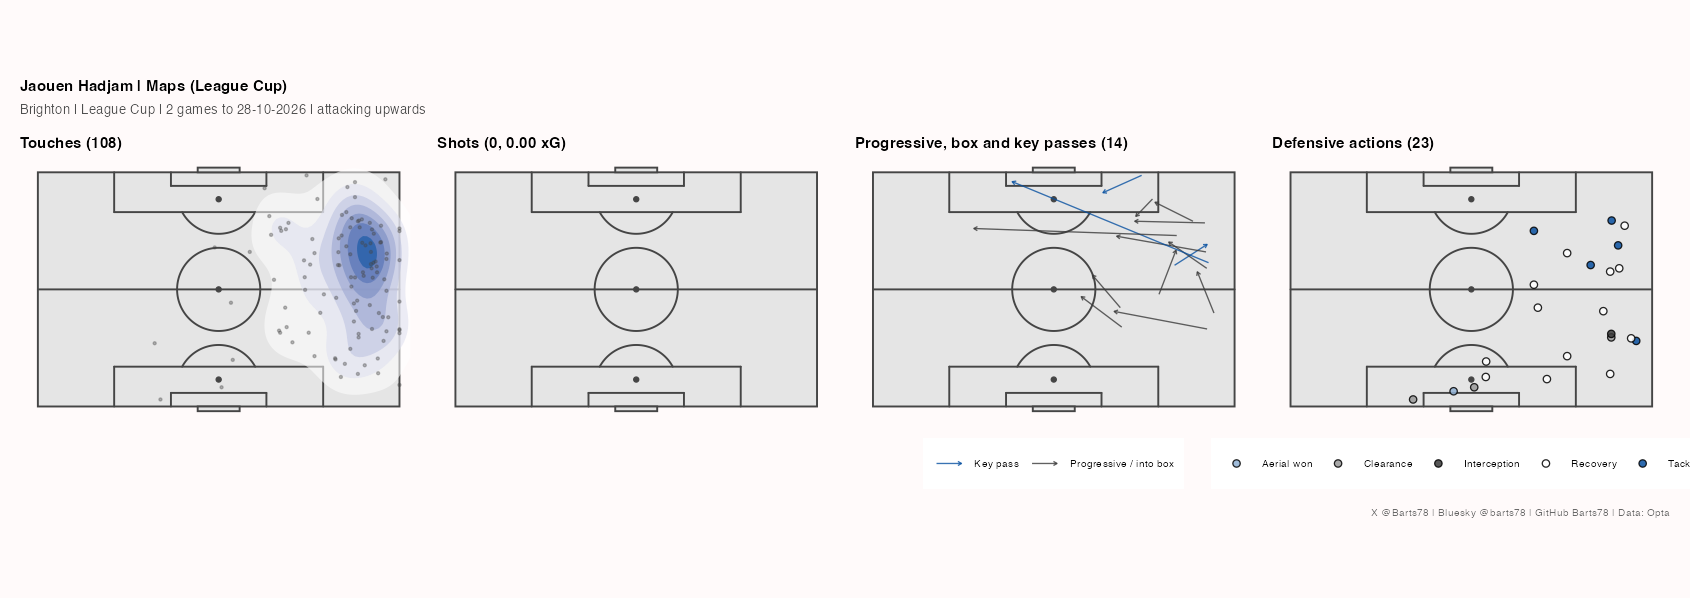 Jaouen Hadjam | Maps (League Cup)
Brighton | League Cup | 2 games to 28-10-2026 | attacking upwards
Touches (108)
Shots (0, 0.00 xG)
Progressive, box and key passes (14)
Defensive actions (23)
Key pass
Progressive / into box
Aerial won
Clearance
Interception
Recovery
Tack
X @Barts78 | Bluesky @barts78 | GitHub Barts78 | Data: Opta